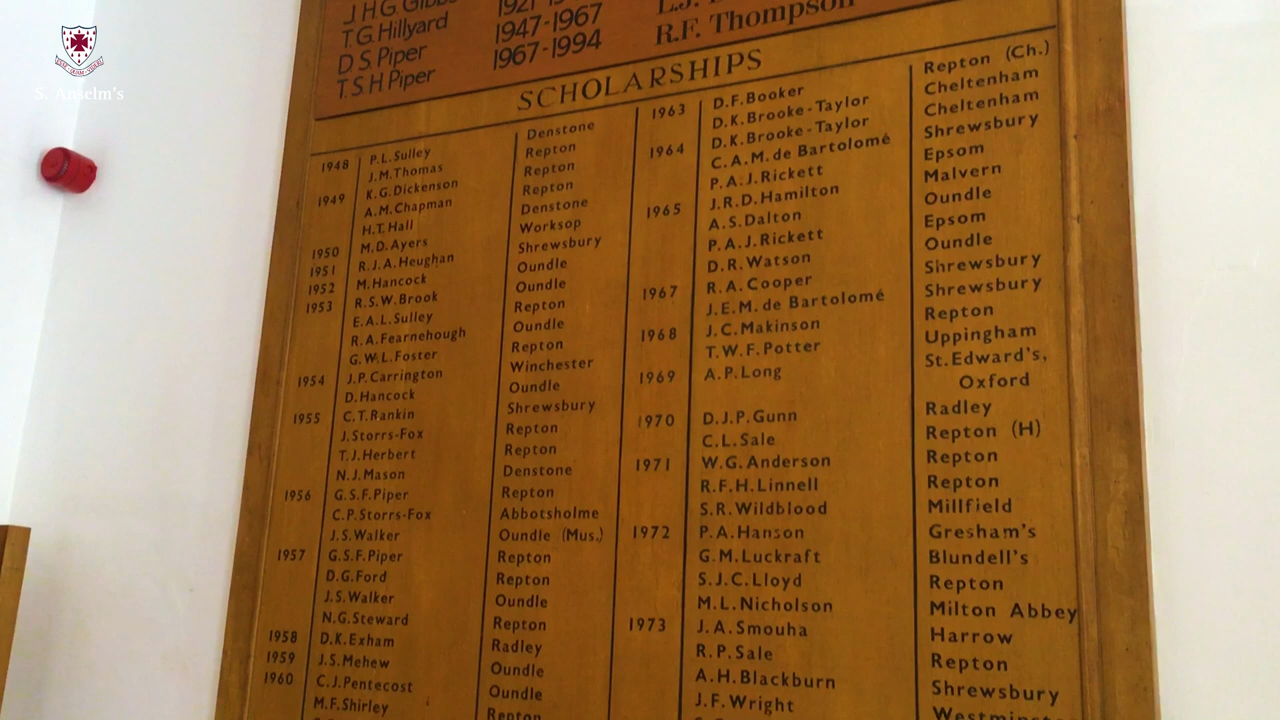 S. Anselm's
T.G. Hillyard 1947-1967
D S Piper 1967-1994
T.S.H Piper
R.F. Thompson
SCHOLARSHIPS
1948 P.L.Sulley Denstone
J.M.Thomas Repton
1949 K.G.Dickenson Repton
A.M.Chapman Repton
H.T.Hall Denstone
1950 M.D.Ayers Worksop
1951 R.J.A.Heughan Shrewsbury
1952 M.Hancock Oundle
1953 R.S.W.Brook Oundle
E.A.L.Sulley Repton
R.A.Fearnehough Oundle
G.W.L.Foster Repton
1954 J.P.Carrington Winchester
D.Hancock Oundle
1955 C.T.Rankin Shrewsbury
J.Storrs-Fox Repton
T.J.Herbert Repton
N.J.Mason Denstone
1956 G.S.F.Piper Repton
C.P.Storrs-Fox Abbotsholme
J.S.Walker Oundle (Mus.)
1957 G.S.F.Piper Repton
D.G.Ford Repton
J.S.Walker Oundle
N.G.Steward Repton
1958 D.K.Exham Radley
1959 J.S.Mehew Oundle
1960 C.J.Pentecost Oundle
M.F.Shirley Repton
1963 D.F.Booker Repton (Ch.)
D.K.Brooke-Taylor Cheltenham
1964 D.K.Brooke-Taylor Cheltenham
C.A.M.de Bartolomé Shrewsbury
P.A.J.Rickett Epsom
1965 J.R.D.Hamilton Malvern
A.S.Dalton Oundle
P.A.J.Rickett Epsom
D.R.Watson Oundle
1967 R.A.Cooper Shrewsbury
J.E.M.de Bartolomé Shrewsbury
1968 J.C.Makinson Repton
T.W.F.Potter Uppingham
1969 A.P.Long St.Edward's,
Oxford
1970 D.J.P.Gunn Radley
C.L.Sale Repton (H)
1971 W.G.Anderson Repton
R.F.H.Linnell Repton
S.R.Wildblood Millfield
1972 P.A.Hanson Gresham's
G.M.Luckraft Blundell's
S.J.C.Lloyd Repton
M.L.Nicholson Milton Abbey
1973 J.A.Smouha Harrow
R.P.Sale Repton
A.H.Blackburn Shrewsbury
J.F.Wright